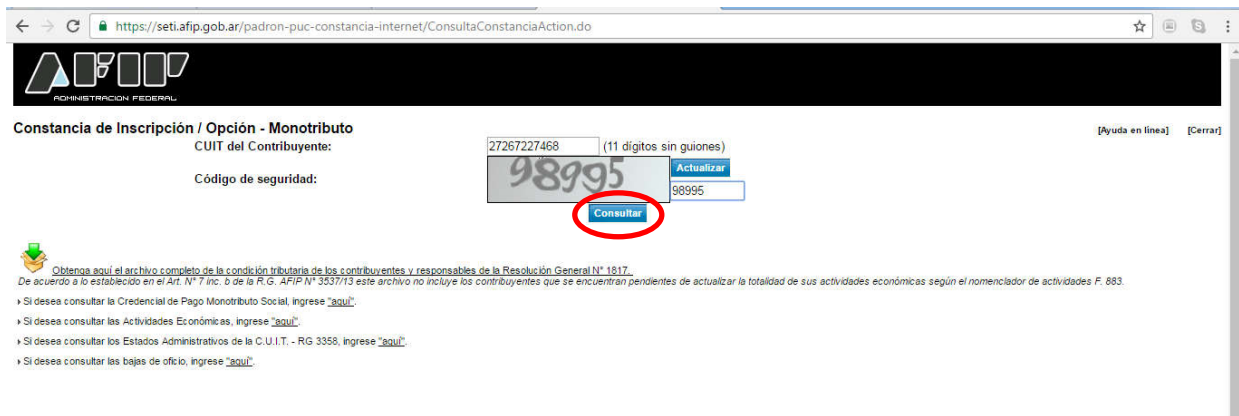 https://seti.afip.gob.ar/padron-puc-constancia-internet/ConsultaConstanciaAction.do
AFIP
ADMINISTRACION FEDERAL
Constancia de Inscripción / Opción - Monotributo [Ayuda en línea] [Cerrar]
CUIT del Contribuyente: 27267227468 (11 dígitos sin guiones)
98995 Actualizar
Código de seguridad: 98995
Consultar
Obtenga aquí el archivo completo de la condición tributaria de los contribuyentes y responsables de la Resolución General N° 1817.
De acuerdo a lo establecido en el Art. N° 7 inc. b de la R.G. AFIP N° 3537/13 este archivo no incluye los contribuyentes que se encuentran pendientes de actualizar la totalidad de sus actividades económicas según el nomenclador de actividades F. 883.
Si desea consultar la Credencial de Pago Monotributo Social, ingrese "aquí".
Si desea consultar las Actividades Económicas, ingrese "aquí".
Si desea consultar los Estados Administrativos de la C.U.I.T. - RG 3358, ingrese "aquí".
Si desea consultar las bajas de oficio, ingrese "aquí".